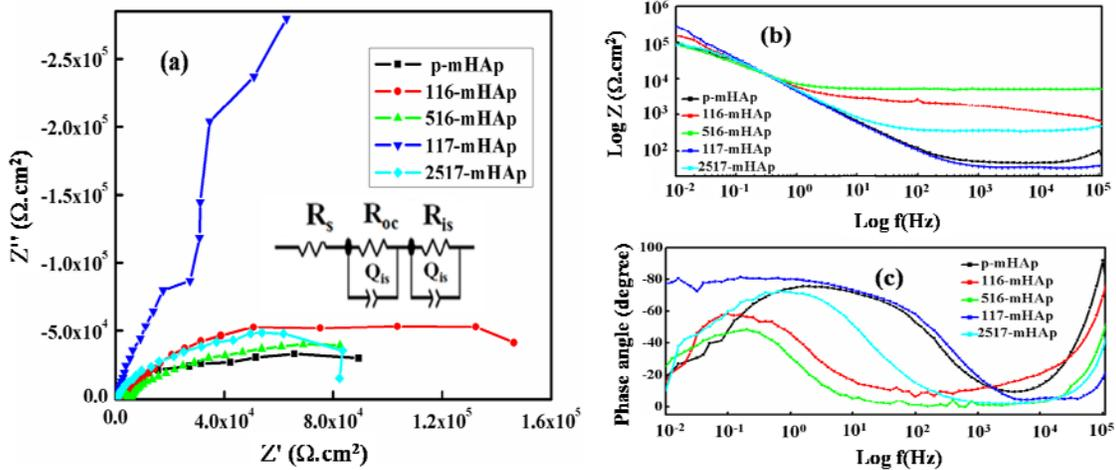 (a)
Z'' (Ω.cm²)
-2.5x10⁵
-2.0x10⁵
-1.5x10⁵
-1.0x10⁵
-5.0x10⁴
0.0
0.0
4.0x10⁴
8.0x10⁴
1.2x10⁵
1.6x10⁵
Z' (Ω.cm²)
p-mHAp
116-mHAp
516-mHAp
117-mHAp
2517-mHAp
Rs Roc Ris
Qis Qis
(b)
Log Z (Ω.cm²)
10⁶
10⁵
10⁴
10³
10²
p-mHAp
116-mHAp
516-mHAp
117-mHAp
2517-mHAp
10⁻² 10⁻¹ 10⁰ 10¹ 10² 10³ 10⁴ 10⁵
Log f(Hz)
(c)
Phase angle (degree)
100
-80
-60
-40
-20
0
p-mHAp
116-mHAp
516-mHAp
117-mHAp
2517-mHAp
10⁻² 10⁻¹ 10⁰ 10¹ 10² 10³ 10⁴ 10⁵
Log f(Hz)